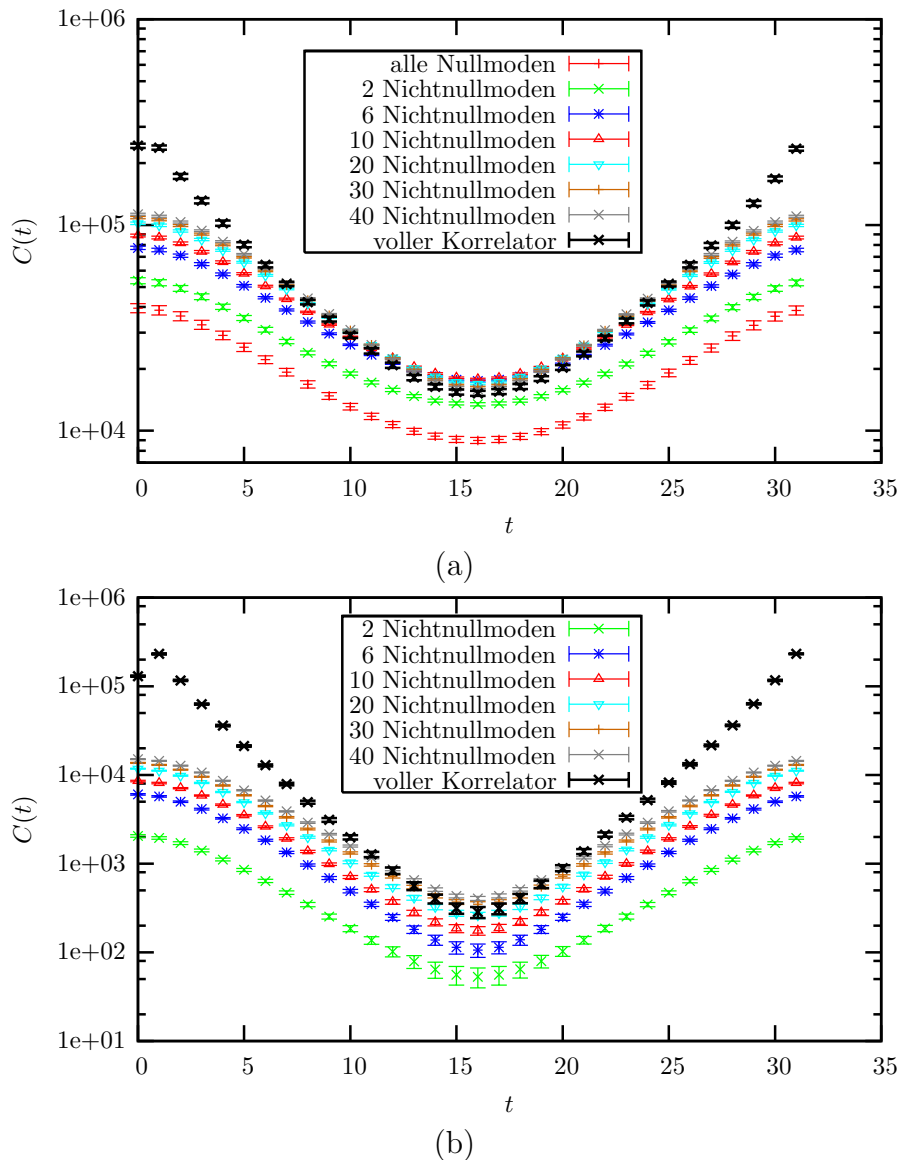 1e+06
1e+05
1e+04
C(t)
alle Nullmoden
2 Nichtnullmoden
6 Nichtnullmoden
10 Nichtnullmoden
20 Nichtnullmoden
30 Nichtnullmoden
40 Nichtnullmoden
voller Korrelator
0 5 10 15 20 25 30 35
t
(a)
1e+06
1e+05
1e+04
1e+03
1e+02
1e+01
C(t)
2 Nichtnullmoden
6 Nichtnullmoden
10 Nichtnullmoden
20 Nichtnullmoden
30 Nichtnullmoden
40 Nichtnullmoden
voller Korrelator
0 5 10 15 20 25 30 35
t
(b)